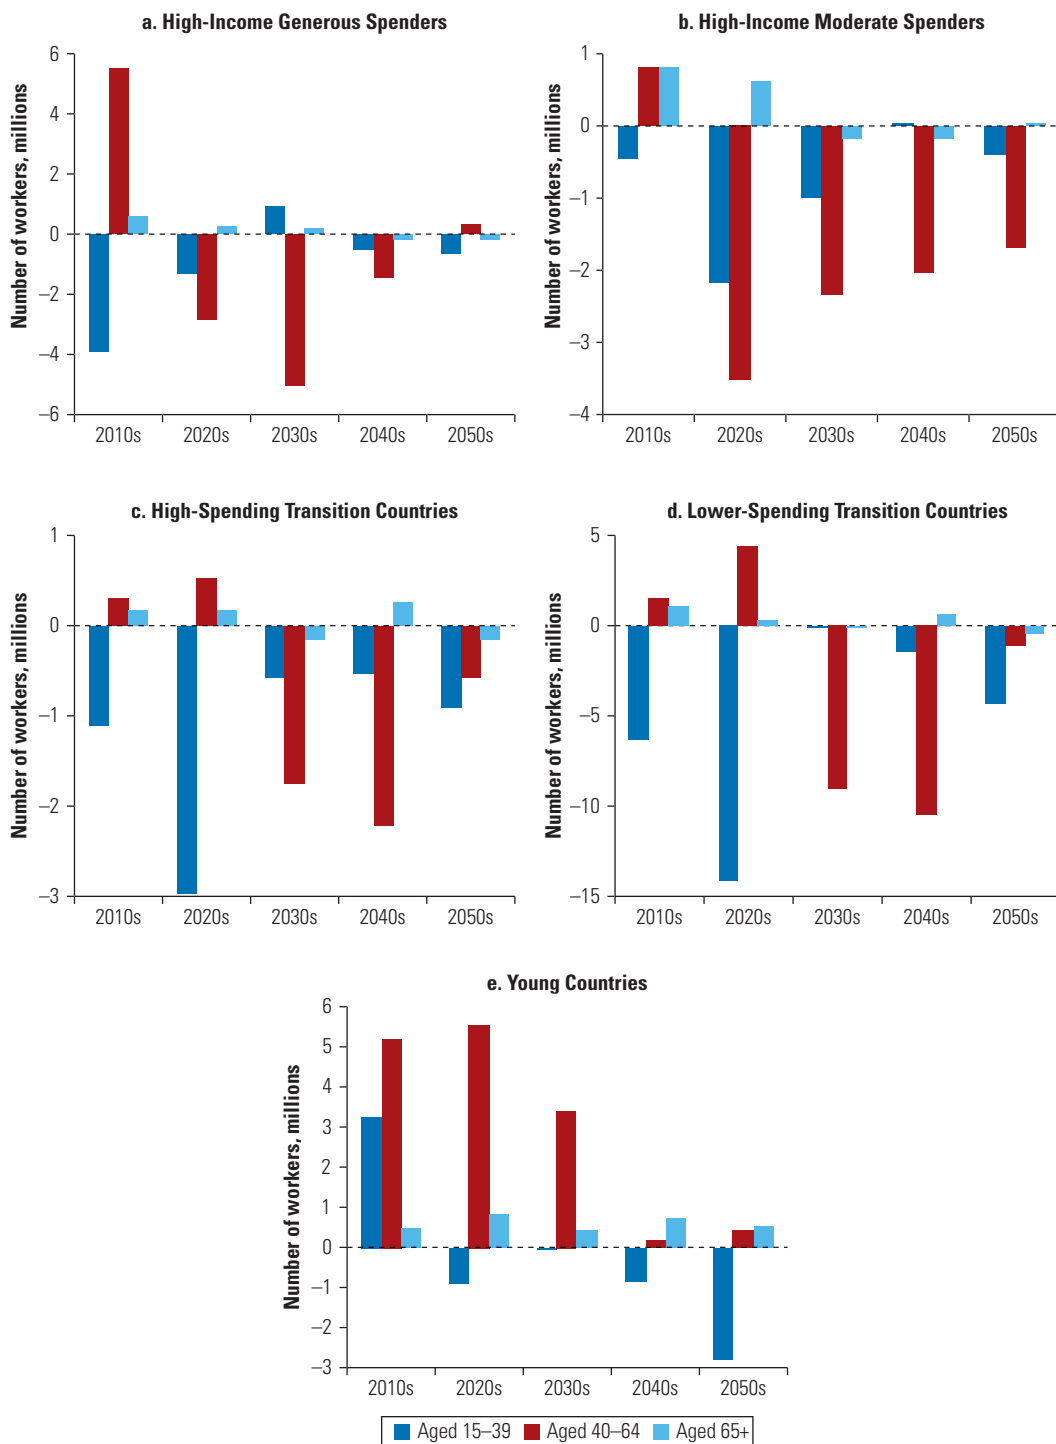 a. High-Income Generous Spenders
Number of workers, millions
6
4
2
0
–2
–4
–6
2010s 2020s 2030s 2040s 2050s
b. High-Income Moderate Spenders
Number of workers, millions
1
0
–1
–2
–3
–4
2010s 2020s 2030s 2040s 2050s
c. High-Spending Transition Countries
Number of workers, millions
1
0
–1
–2
–3
2010s 2020s 2030s 2040s 2050s
d. Lower-Spending Transition Countries
Number of workers, millions
5
0
–5
–10
–15
2010s 2020s 2030s 2040s 2050s
e. Young Countries
Number of workers, millions
6
5
4
3
2
1
0
–1
–2
–3
2010s 2020s 2030s 2040s 2050s
Aged 15–39 Aged 40–64 Aged 65+